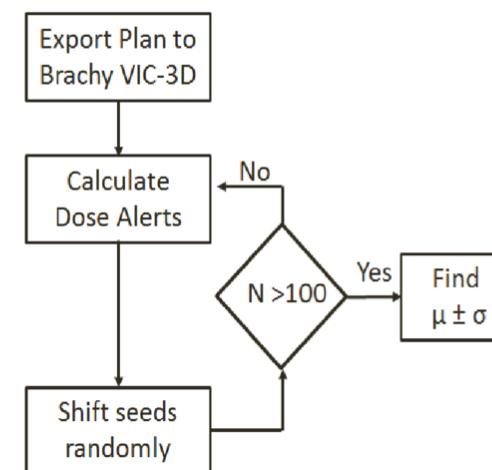 Export Plan to
Brachy VIC-3D
Calculate
Dose Alerts
No
N >100
Yes
Find
μ ± σ
Shift seeds
randomly